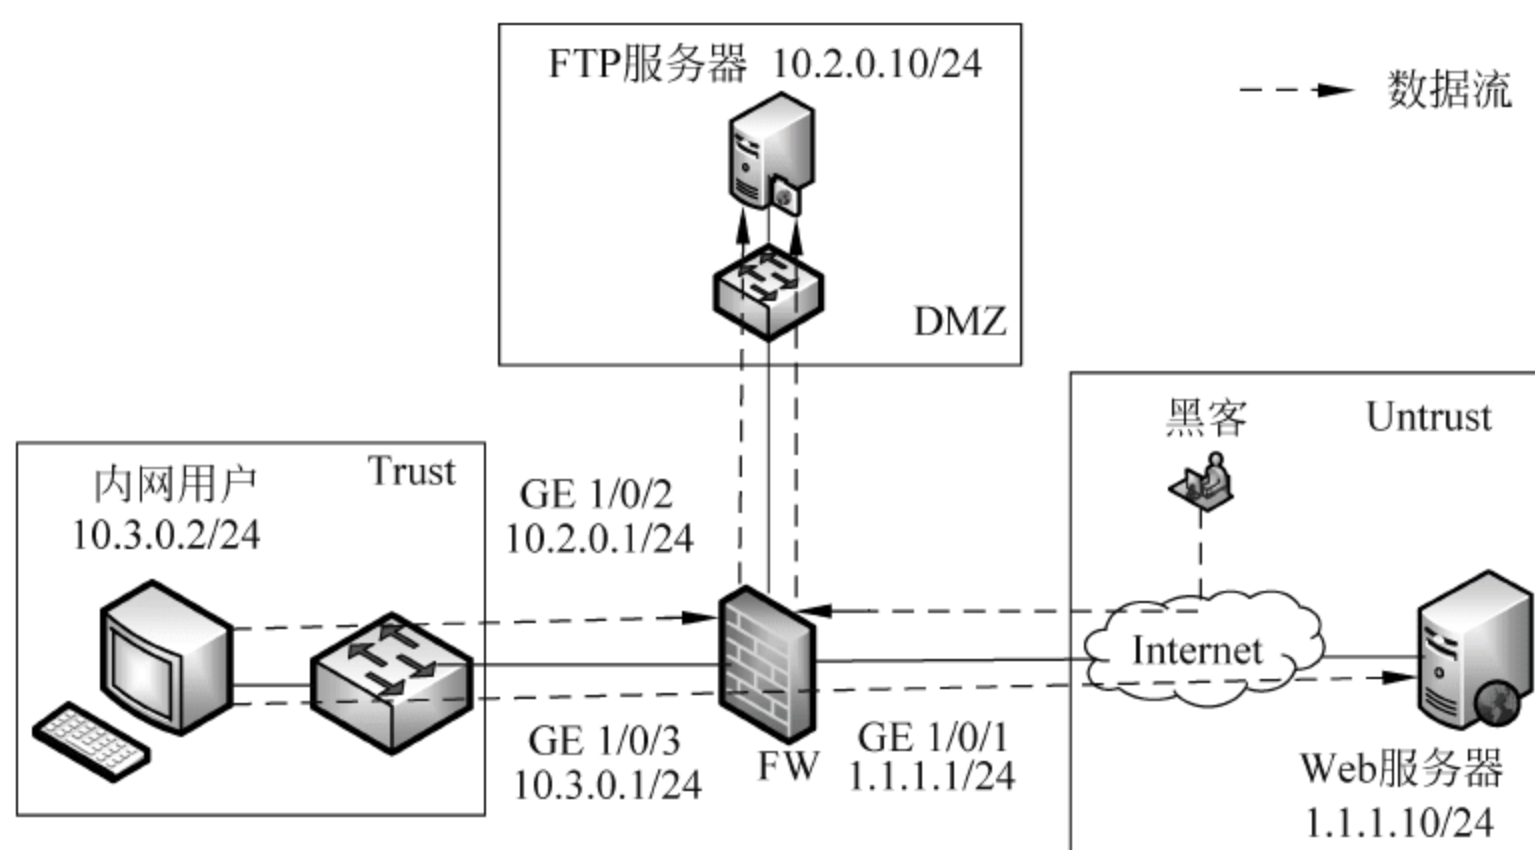 FTP服务器 10.2.0.10/24
数据流
DMZ
黑客
Untrust
内网用户
10.3.0.2/24
Trust
GE 1/0/2
10.2.0.1/24
Internet
GE 1/0/3
10.3.0.1/24
FW
GE 1/0/1
1.1.1.1/24
Web服务器
1.1.1.10/24